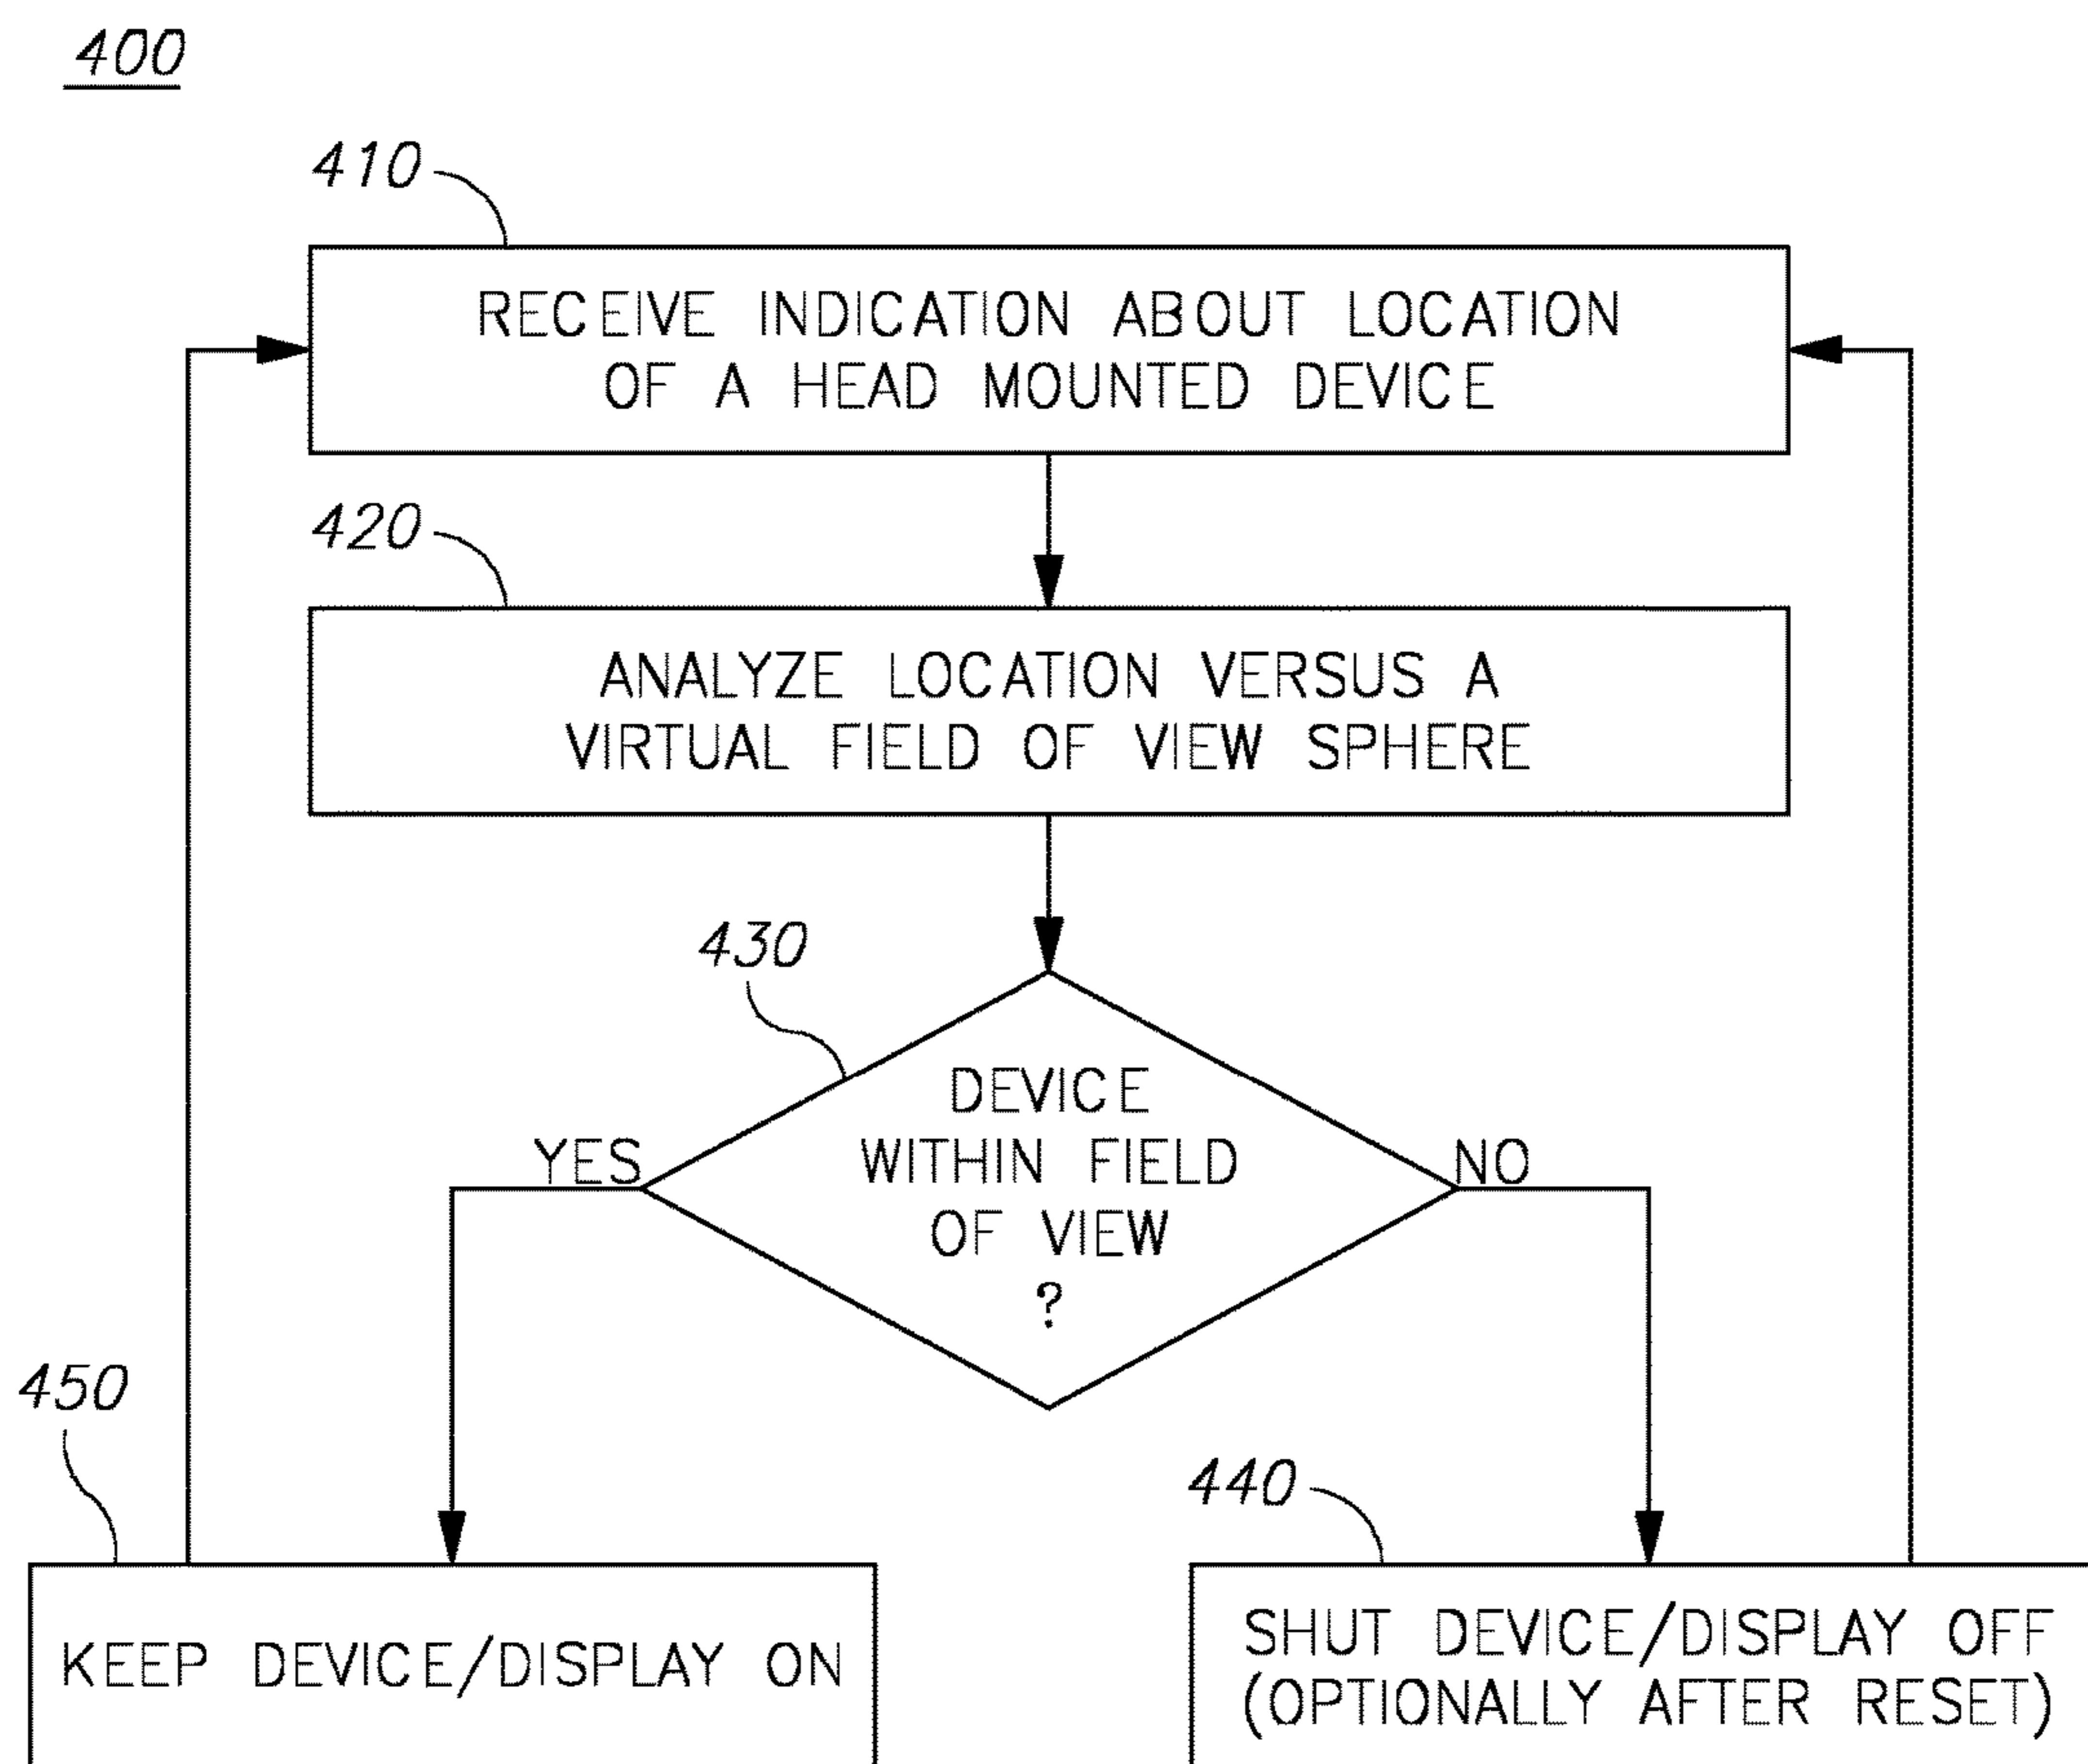 400
410
RECEIVE INDICATION ABOUT LOCATION
OF A HEAD MOUNTED DEVICE
420
ANALYZE LOCATION VERSUS A
VIRTUAL FIELD OF VIEW SPHERE
430
DEVICE
WITHIN FIELD
OF VIEW
?
YES
NO
450
KEEP DEVICE/DISPLAY ON
440
SHUT DEVICE/DISPLAY OFF
(OPTIONALLY AFTER RESET)